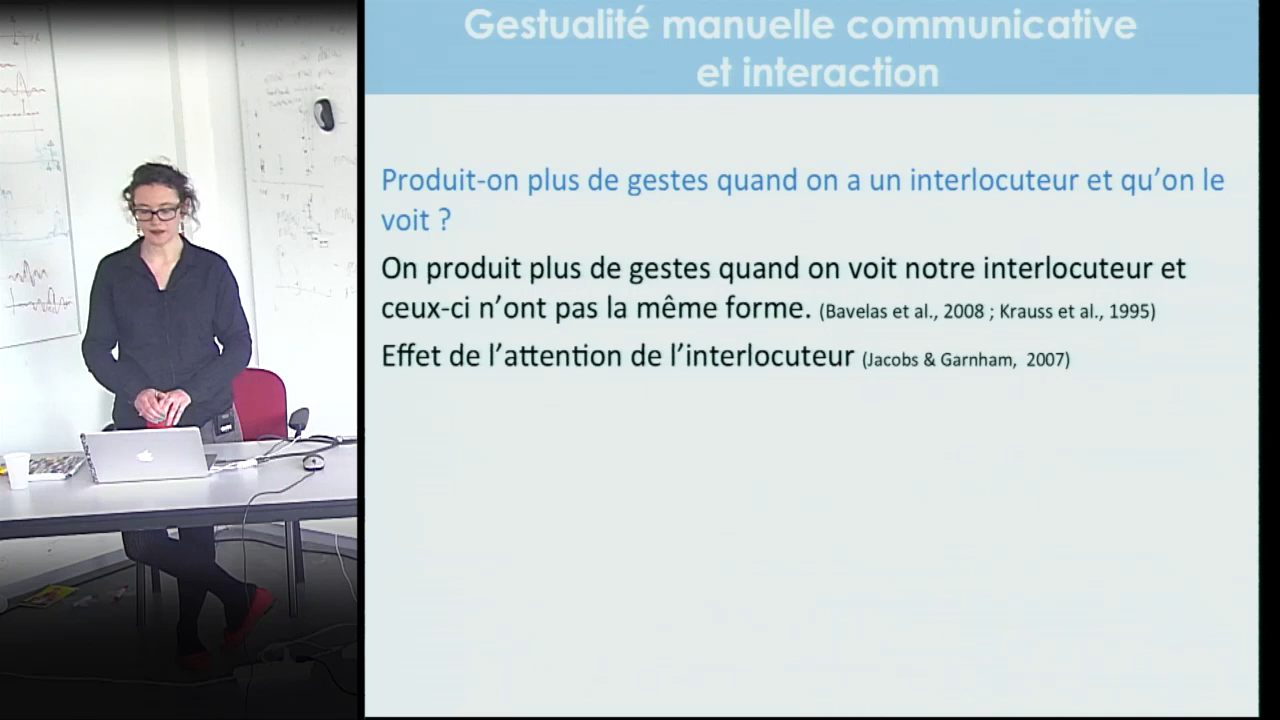 Gestualité manuelle communicative
et interaction
Produit-on plus de gestes quand on a un interlocuteur et qu’on le
voit ?
On produit plus de gestes quand on voit notre interlocuteur et
ceux-ci n’ont pas la même forme. (Bavelas et al., 2008 ; Krauss et al., 1995)
Effet de l’attention de l’interlocuteur (Jacobs & Garnham, 2007)